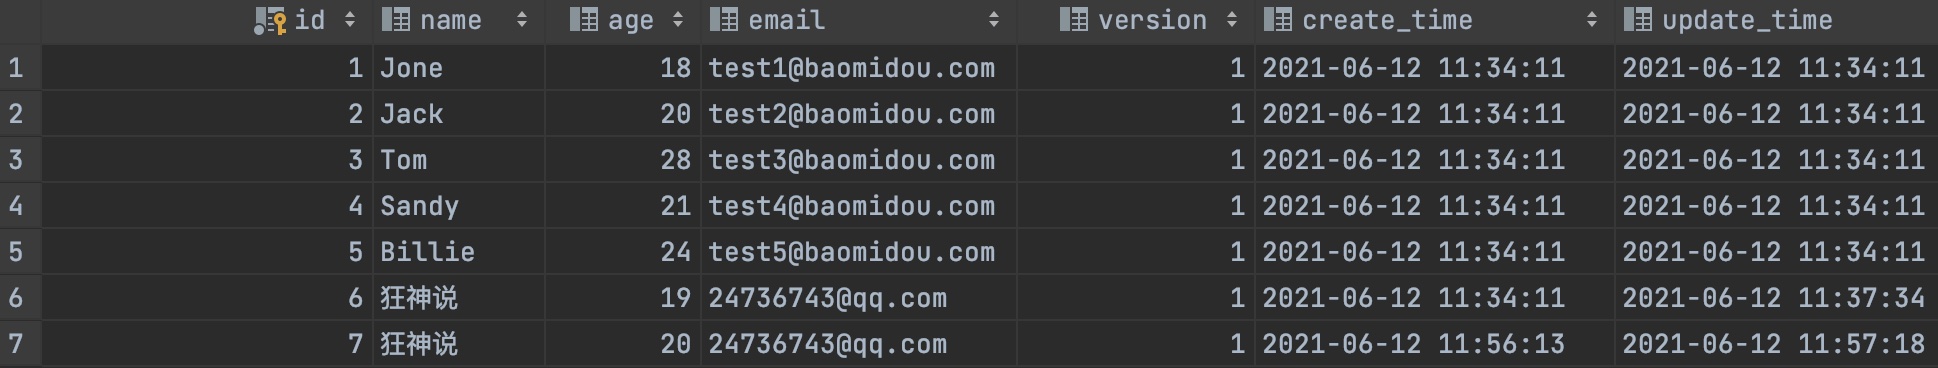 id name age email version create_time update_time
1 1 Jone 18 test1@baomidou.com 1 2021-06-12 11:34:11 2021-06-12 11:34:11
2 2 Jack 20 test2@baomidou.com 1 2021-06-12 11:34:11 2021-06-12 11:34:11
3 3 Tom 28 test3@baomidou.com 1 2021-06-12 11:34:11 2021-06-12 11:34:11
4 4 Sandy 21 test4@baomidou.com 1 2021-06-12 11:34:11 2021-06-12 11:34:11
5 5 Billie 24 test5@baomidou.com 1 2021-06-12 11:34:11 2021-06-12 11:34:11
6 6 狂神说 19 24736743@qq.com 1 2021-06-12 11:34:11 2021-06-12 11:37:34
7 7 狂神说 20 24736743@qq.com 1 2021-06-12 11:56:13 2021-06-12 11:57:18